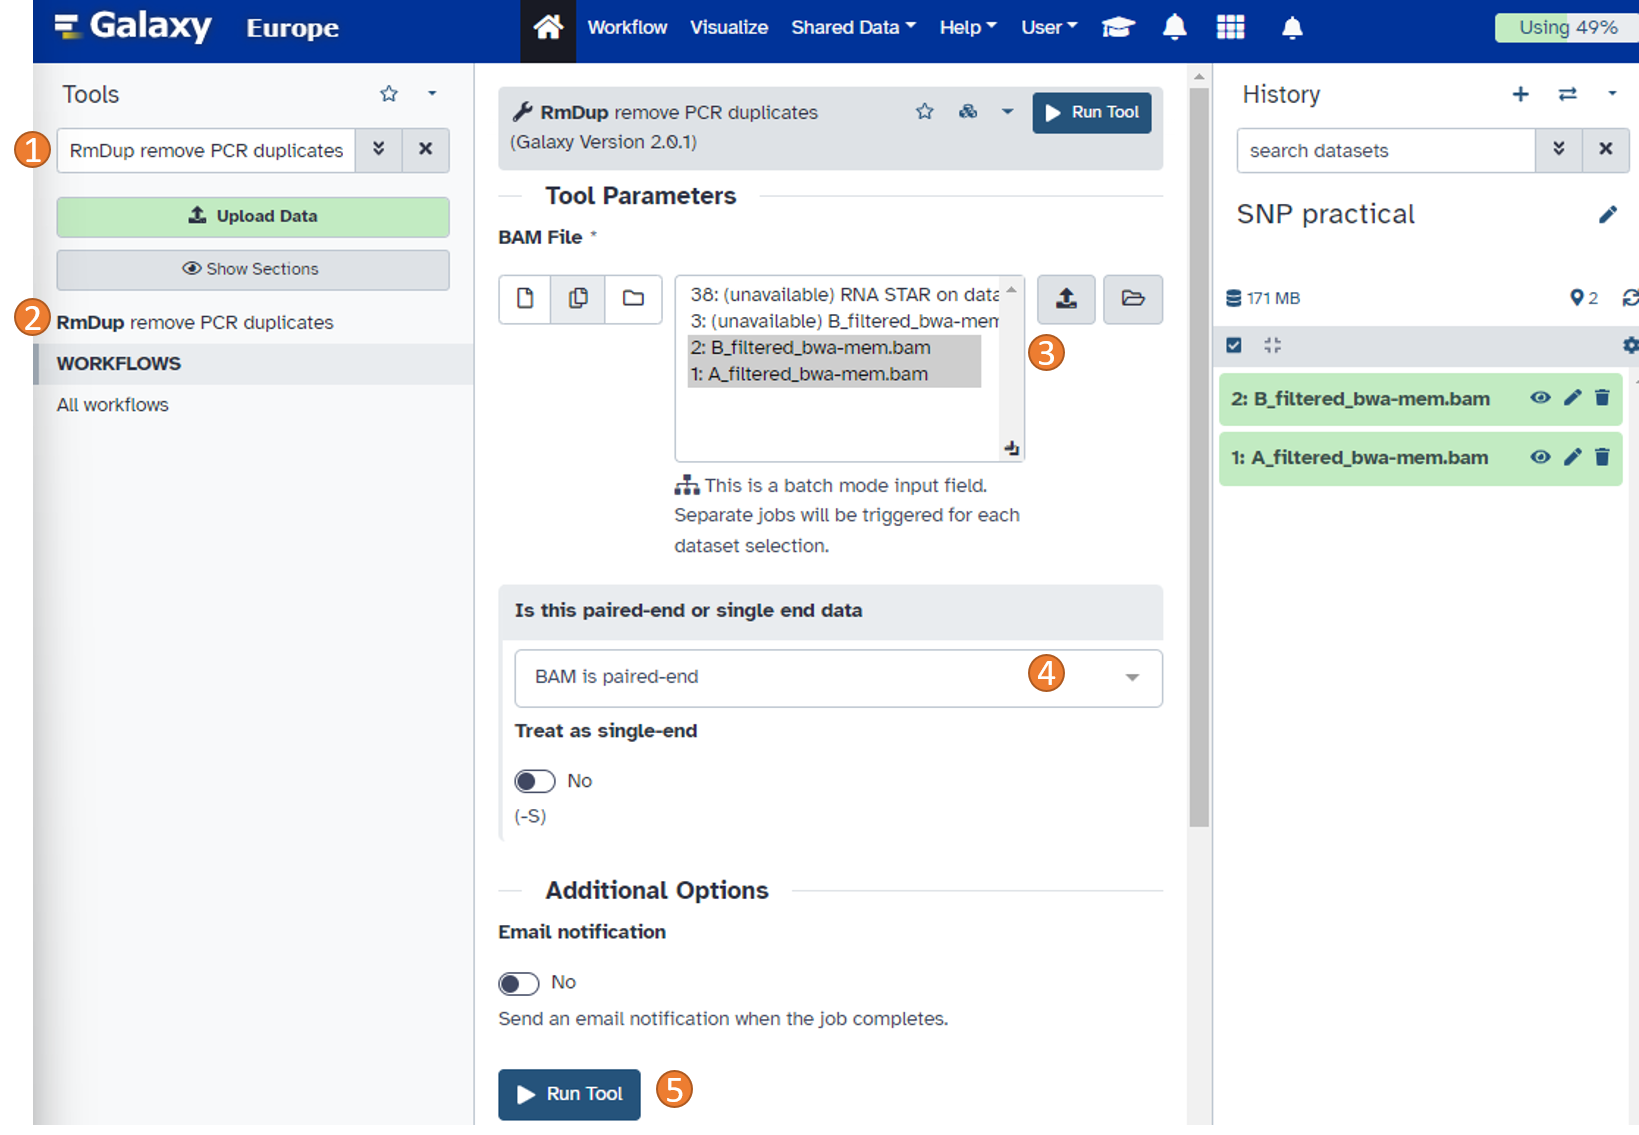 Galaxy Europe
Workflow Visualize Shared Data Help User
Using 49%
Tools
1
RmDup remove PCR duplicates
Upload Data
Show Sections
2
RmDup remove PCR duplicates
WORKFLOWS
All workflows
RmDup remove PCR duplicates
(Galaxy Version 2.0.1)
Run Tool
Tool Parameters
BAM File *
38: (unavailable) RNA STAR on data
3: (unavailable) B_filtered_bwa-mem
2: B_filtered_bwa-mem.bam
1: A_filtered_bwa-mem.bam
3
This is a batch mode input field.
Separate jobs will be triggered for each
dataset selection.
Is this paired-end or single end data
BAM is paired-end
4
Treat as single-end
No
(-S)
Additional Options
Email notification
No
Send an email notification when the job completes.
Run Tool
5
History
search datasets
SNP practical
171 MB
2
2: B_filtered_bwa-mem.bam
1: A_filtered_bwa-mem.bam